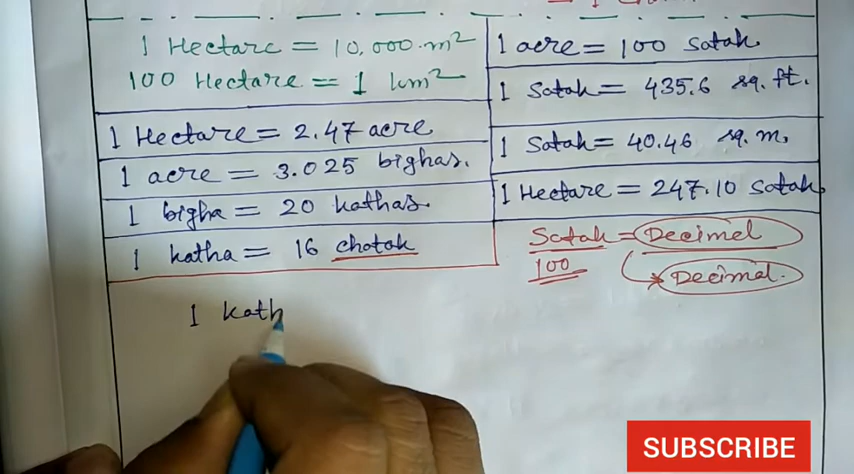 1 Hectare = 10,000 m²
100 Hectare = 1 km²
1 Hectare = 2.47 acre
1 acre = 3.025 bighas.
1 bigha = 20 kathas.
1 katha = 16 chotak
1 acre = 100 Satak
1 Satak = 435.6 sq. ft.
1 Satak = 40.46 sq. m.
1 Hectare = 247.10 Satak
Satak = Decimel
100
Decimal.
1 kath
SUBSCRIBE